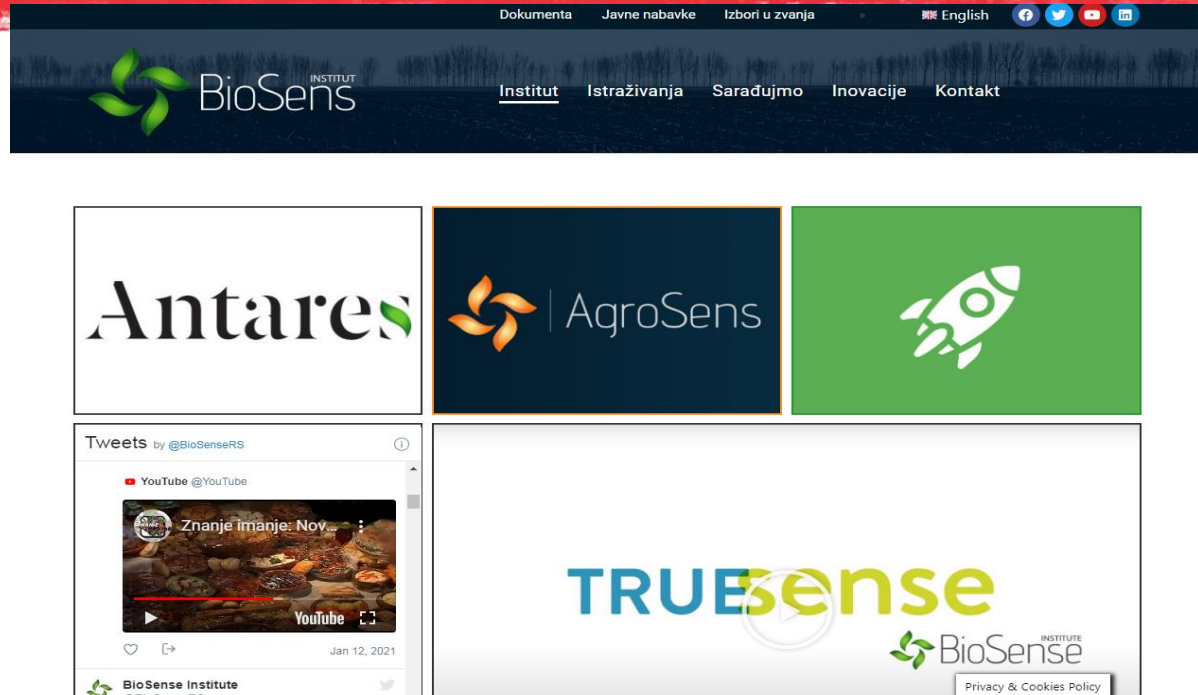 Dokumenta Javne nabavke Izbori u zvanja English
BioSens INSTITUT
Institut Istraživanja Sarađujmo Inovacije Kontakt
Antares
AgroSens
Tweets by @BioSenseRS
YouTube @YouTube
Znanje imanje: Nov...
YouTube
Jan 12, 2021
BioSense Institute
TRUESENSE
BioSense INSTITUTE
Privacy & Cookies Policy